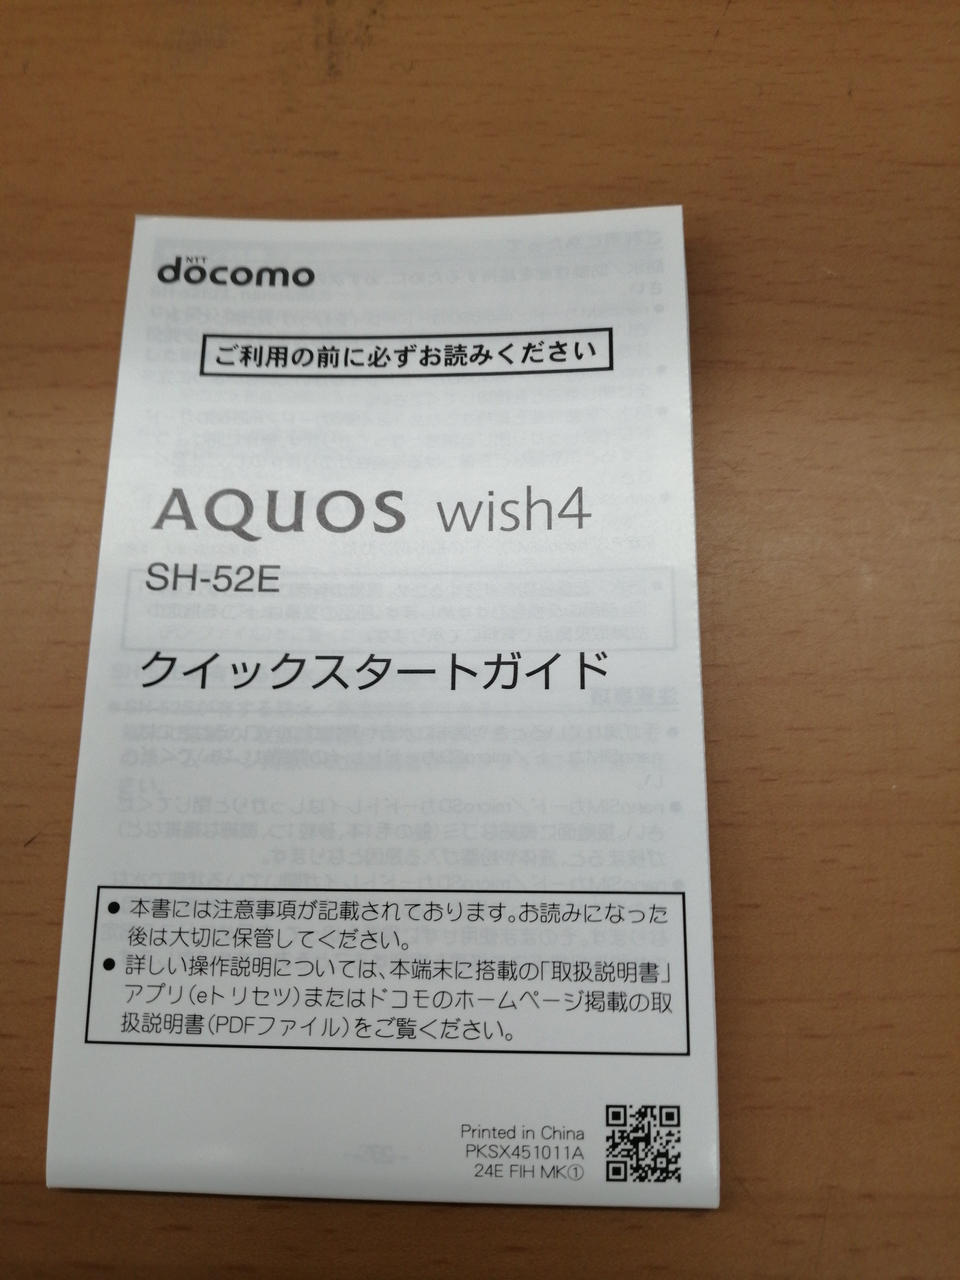 NTT
docomo
ご利用の前に必ずお読みください
AQUOS wish4
SH-52E
クイックスタートガイド
● 本書には注意事項が記載されております。お読みになった
後は大切に保管してください。
● 詳しい操作説明については、本端末に搭載の「取扱説明書」
アプリ(eトリセツ)またはドコモのホームページ掲載の取
扱説明書(PDFファイル)をご覧ください。
Printed in China
PKSX451011A
24E FIH MK①